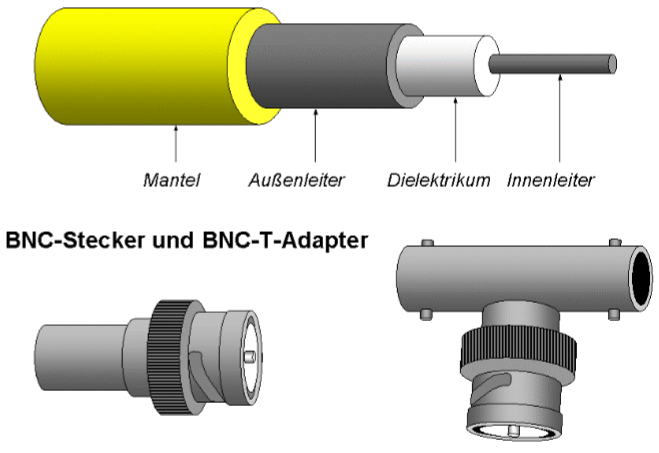 Mantel
Außenleiter
Dielektrikum
Innenleiter
BNC-Stecker und BNC-T-Adapter